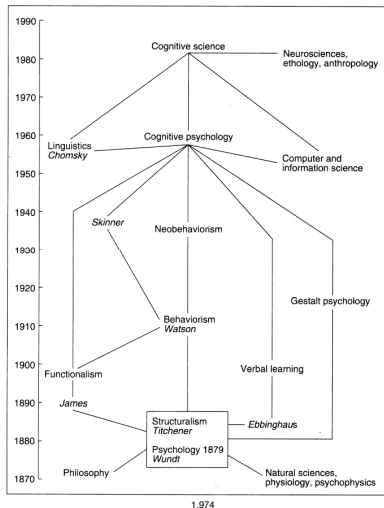 1990
1980
1970
1960
1950
1940
1930
1920
1910
1900
1890
1880
1870
Cognitive science
Neurosciences,
ethology, anthropology
Cognitive psychology
Linguistics
Chomsky
Computer and
information science
Skinner
Neobehaviorism
Gestalt psychology
Behaviorism
Watson
Functionalism
Verbal learning
James
Structuralism
Titchener
Ebbinghaus
Psychology 1879
Wundt
Philosophy
Natural sciences,
physiology, psychophysics
1.974